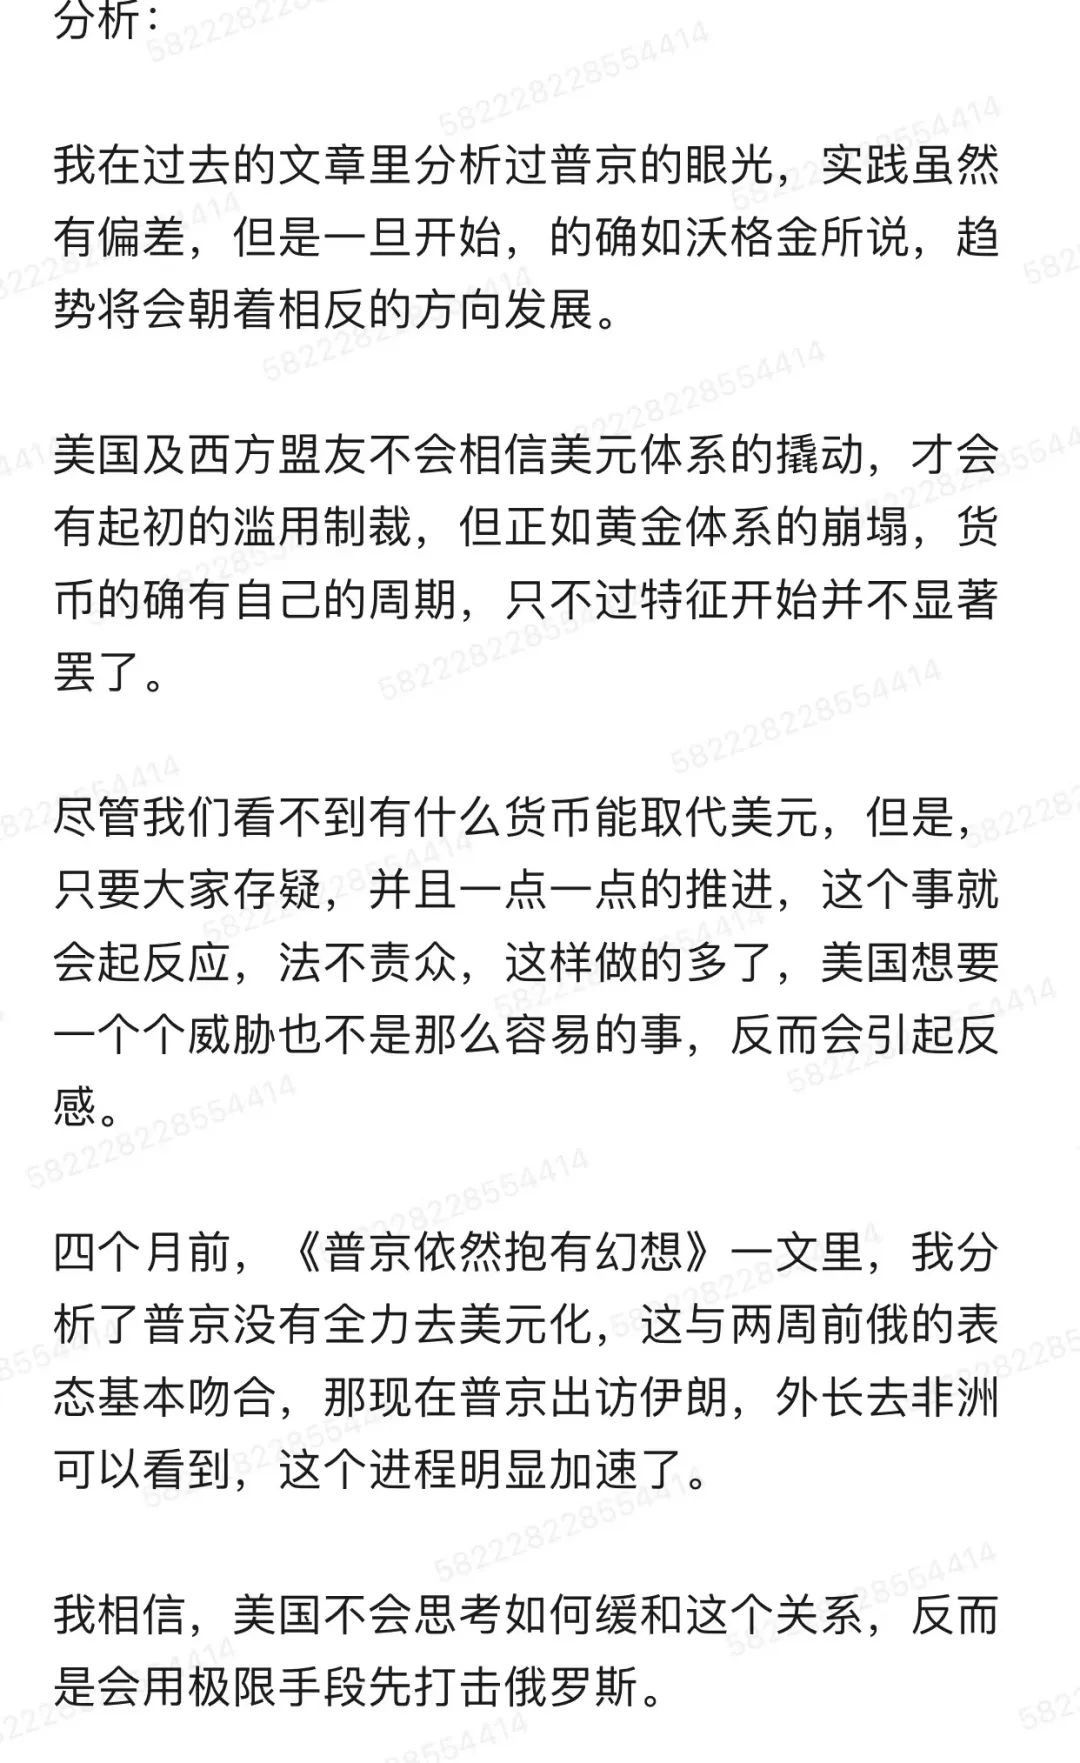 分析：
我在过去的文章里分析过普京的眼光，实践虽然
有偏差，但是一旦开始，的确如沃格金所说，趋
势将会朝着相反的方向发展。
美国及西方盟友不会相信美元体系的撬动，才会
有起初的滥用制裁，但正如黄金体系的崩塌，货
币的确有自己的周期，只不过特征开始并不显著
罢了。
尽管我们看不到有什么货币能取代美元，但是，
只要大家存疑，并且一点一点的推进，这个事就
会起反应，法不责众，这样做的多了，美国想要
一个个威胁也不是那么容易的事，反而会引起反
感。
四个月前，《普京依然抱有幻想》一文里，我分
析了普京没有全力去美元化，这与两周前俄的表
态基本吻合，那现在普京出访伊朗，外长去非洲
可以看到，这个进程明显加速了。
我相信，美国不会思考如何缓和这个关系，反而
是会用极限手段先打击俄罗斯。
582228228554414